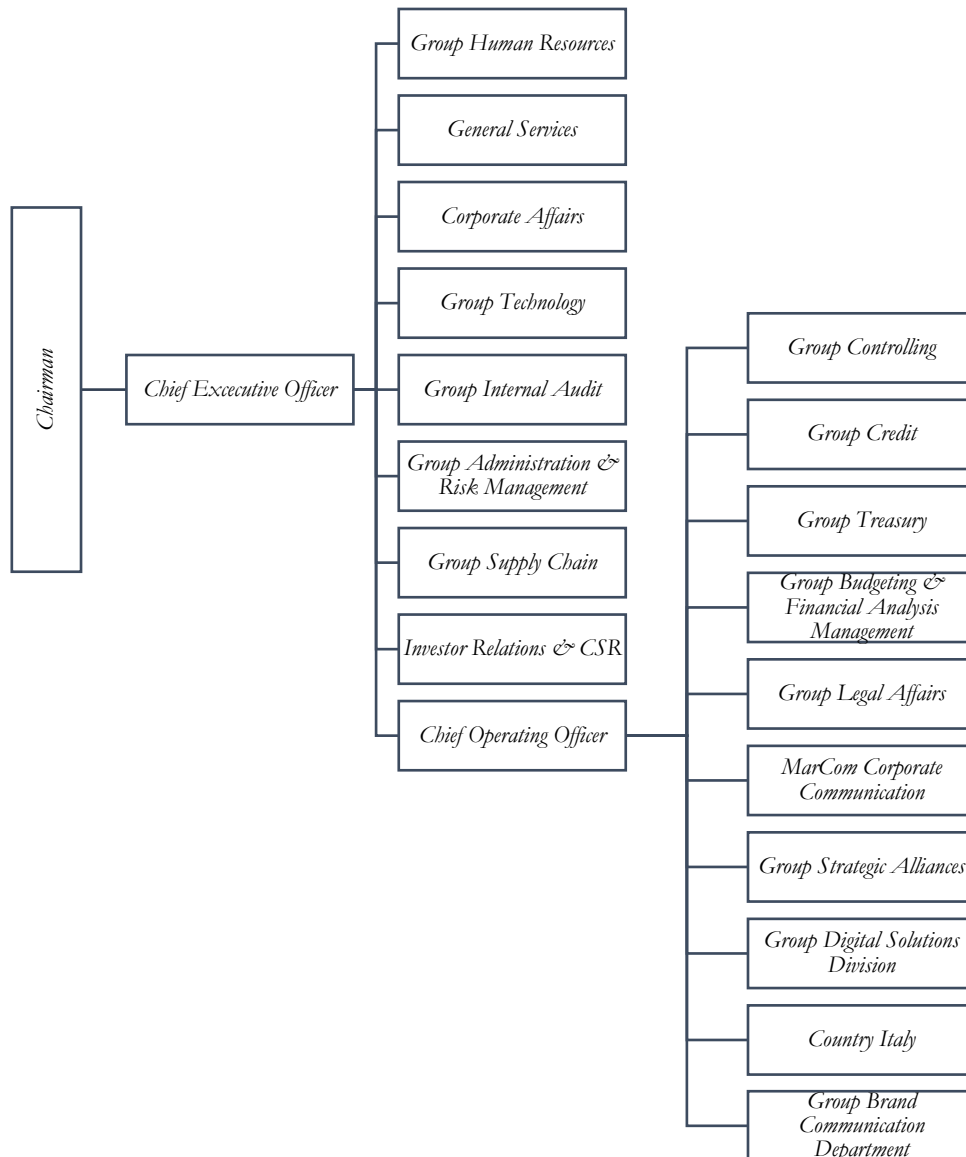 Chairman
Chief Excecutive Officer
Group Human Resources
General Services
Corporate Affairs
Group Technology
Group Internal Audit
Group Administration &
Risk Management
Group Supply Chain
Investor Relations & CSR
Chief Operating Officer
Group Controlling
Group Credit
Group Treasury
Group Budgeting &
Financial Analysis
Management
Group Legal Affairs
MarCom Corporate
Communication
Group Strategic Alliances
Group Digital Solutions
Division
Country Italy
Group Brand
Communication
Department